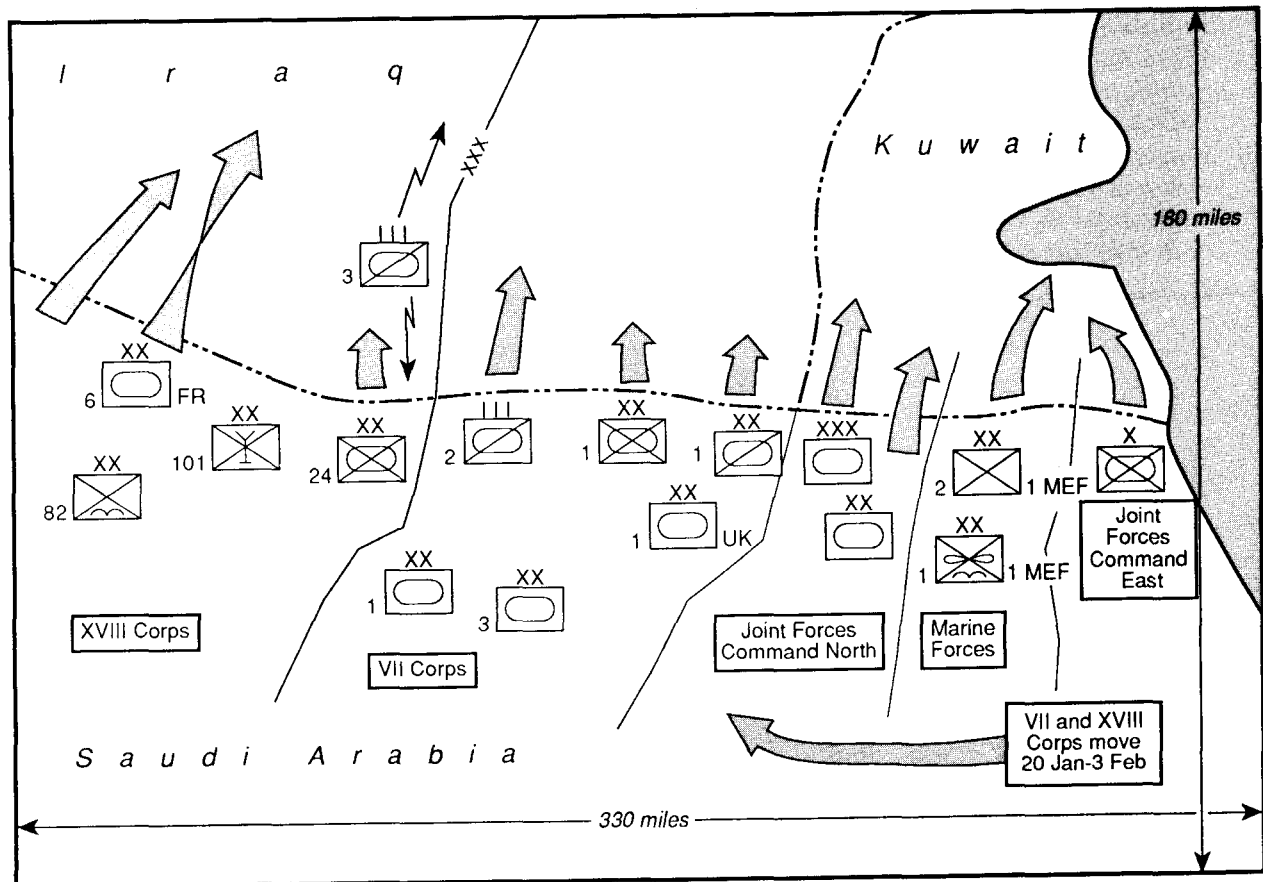 I r a q
K u w a i t
180 miles
XXX
III
3
XX
6 FR
XX
101
XX
82
XX
24
III
2
XX
1
XX
1
XX
1 UK
XXX
XX
XX
2 1 MEF
XX
1 1 MEF
X
Joint
Forces
Command
East
XX
1
XX
3
XVIII Corps
VII Corps
Joint Forces
Command North
Marine
Forces
VII and XVIII
Corps move
20 Jan-3 Feb
S a u d i A r a b i a
330 miles